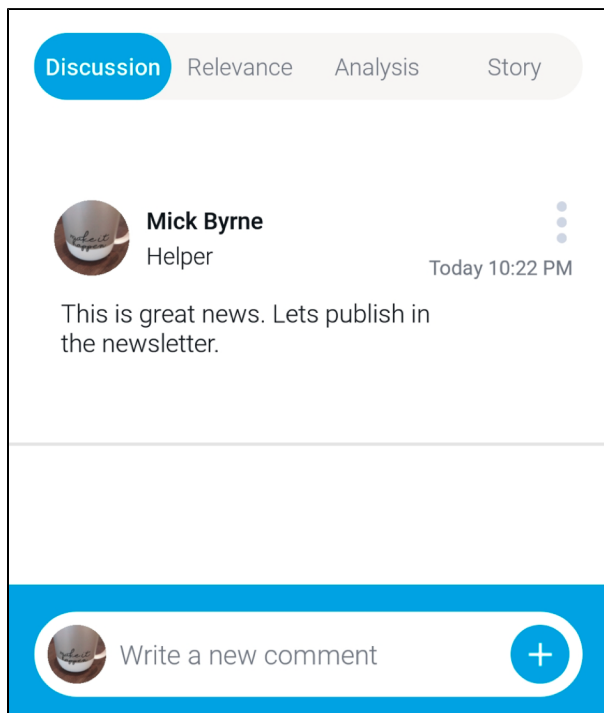 Discussion Relevance Analysis Story
Mick Byrne
Helper
Today 10:22 PM
This is great news. Lets publish in
the newsletter.
Write a new comment